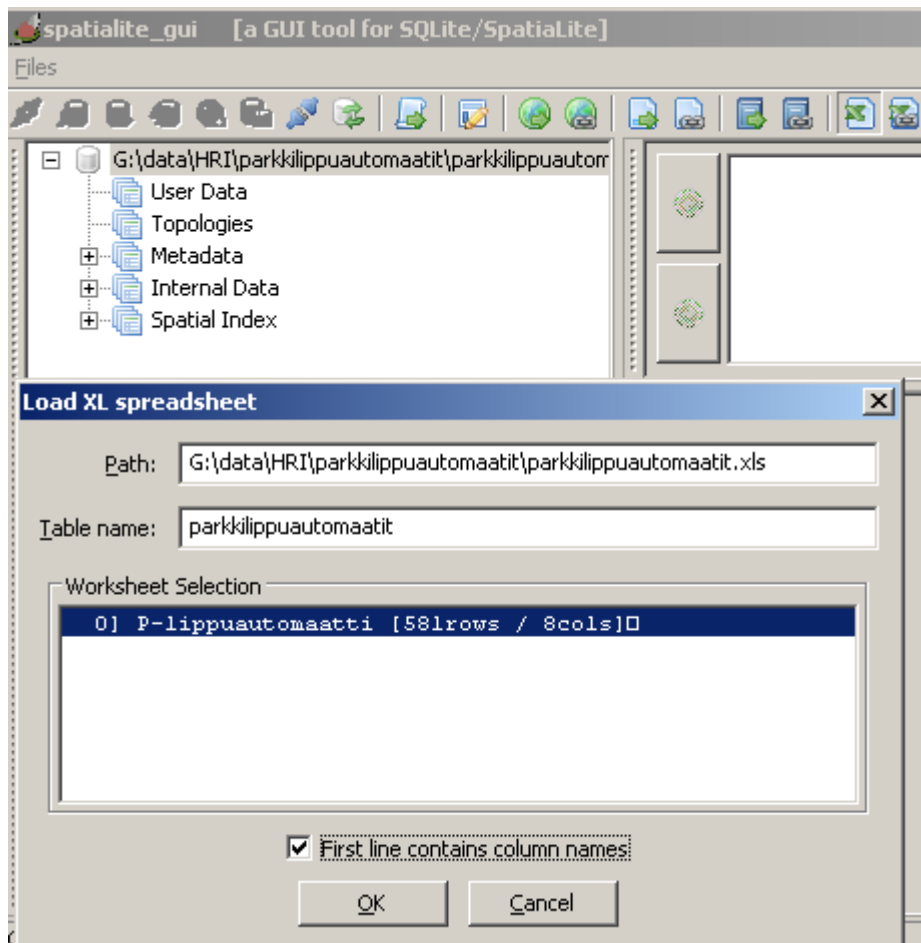 spatialite_gui [a GUI tool for SQLite/SpatiaLite]
Files
G:\data\HRI\parkkilippuautomaatit\parkkilippuautom
User Data
Topologies
Metadata
Internal Data
Spatial Index
Load XL spreadsheet
Path: G:\data\HRI\parkkilippuautomaatit\parkkilippuautomaatit.xls
Table name: parkkilippuautomaatit
Worksheet Selection
0] P-lippuautomaatti [581rows / 8cols]
First line contains column names
OK Cancel